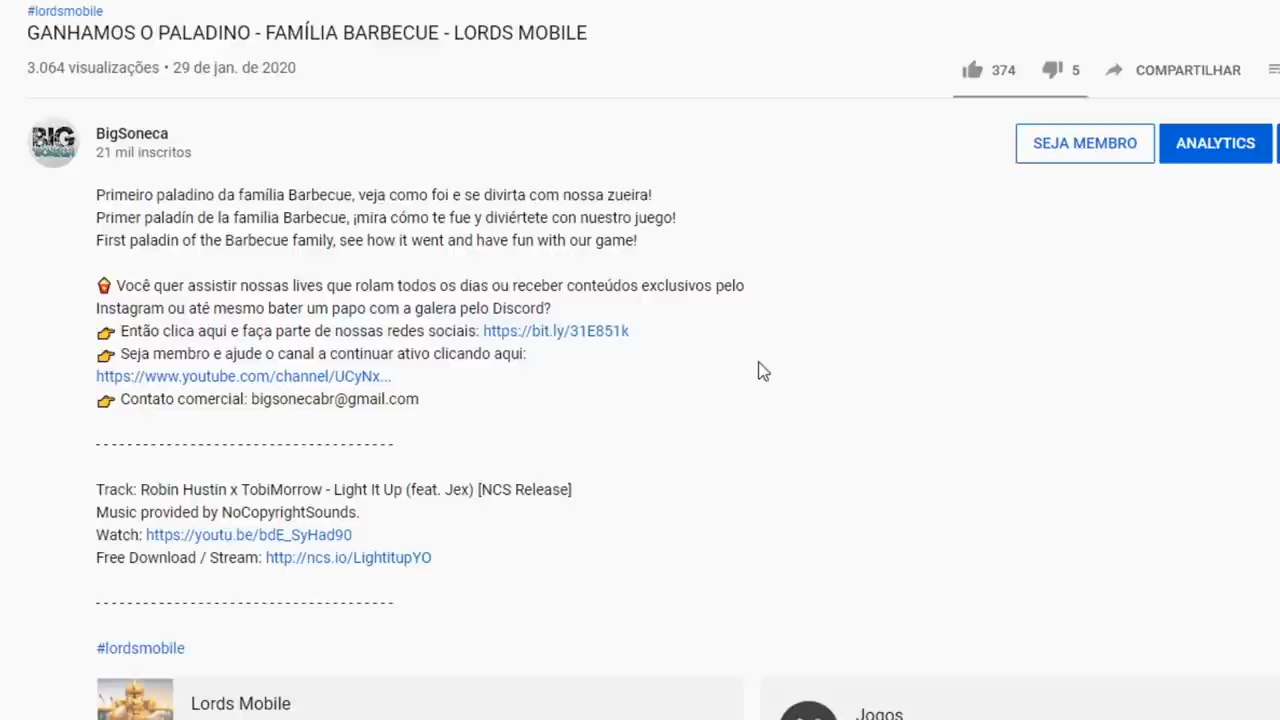 #lordsmobile
GANHAMOS O PALADINO - FAMÍLIA BARBECUE - LORDS MOBILE
3.064 visualizações • 29 de jan. de 2020
374 5 COMPARTILHAR
BIG
BigSoneca
21 mil inscritos
SEJA MEMBRO ANALYTICS
Primeiro paladino da família Barbecue, veja como foi e se divirta com nossa zueira!
Primer paladín de la familia Barbecue, ¡mira cómo te fue y diviértete con nuestro juego!
First paladin of the Barbecue family, see how it went and have fun with our game!
Você quer assistir nossas lives que rolam todos os dias ou receber conteúdos exclusivos pelo
Instagram ou até mesmo bater um papo com a galera pelo Discord?
👉 Então clica aqui e faça parte de nossas redes sociais: https://bit.ly/31E851k
👉 Seja membro e ajude o canal a continuar ativo clicando aqui:
https://www.youtube.com/channel/UCyNx...
👉 Contato comercial: bigsonecabr@gmail.com
- - - - - - - - - - - - - - - - - - - - - - - - - - - - - - - - - - - -
Track: Robin Hustin x TobiMorrow - Light It Up (feat. Jex) [NCS Release]
Music provided by NoCopyrightSounds.
Watch: https://youtu.be/bdE_SyHad90
Free Download / Stream: http://ncs.io/LightitupYO
- - - - - - - - - - - - - - - - - - - - - - - - - - - - - - - - - - - -
#lordsmobile
Lords Mobile
Jogos